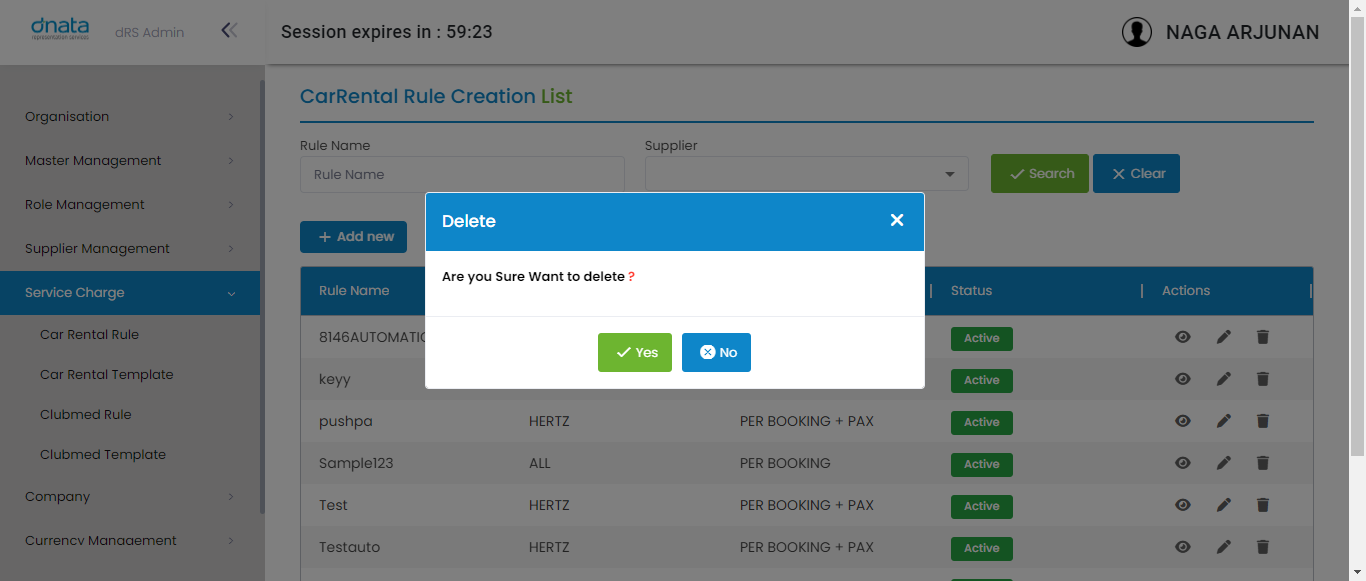 dnata
representation services
dRS Admin
Session expires in : 59:23
NAGA ARJUNAN
Organisation
Master Management
Role Management
Supplier Management
Service Charge
Car Rental Rule
Car Rental Template
Clubmed Rule
Clubmed Template
Company
Currency Management
CarRental Rule Creation List
Rule Name
Supplier
Rule Name
Search
Clear
+ Add new
Delete
Are you Sure Want to delete ?
Yes
No
Rule Name | Status | Actions |
8146AUTOMATIC Active
keyy Active
pushpa HERTZ PER BOOKING + PAX Active
Sample123 ALL PER BOOKING Active
Test HERTZ PER BOOKING + PAX Active
Testauto HERTZ PER BOOKING + PAX Active